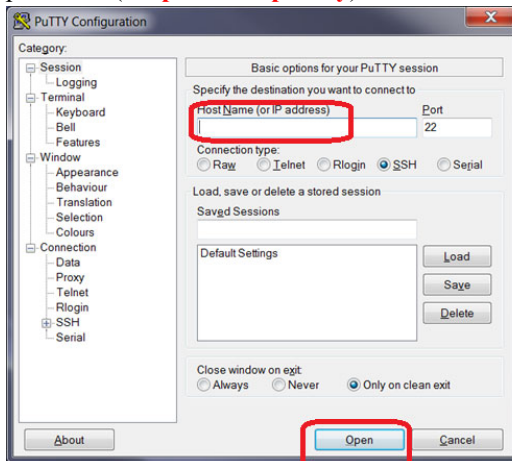 PuTTY Configuration
Category:
Session
Logging
Terminal
Keyboard
Bell
Features
Window
Appearance
Behaviour
Translation
Selection
Colours
Connection
Data
Proxy
Telnet
Rlogin
SSH
Serial
Basic options for your PuTTY session
Specify the destination you want to connect to
Host Name (or IP address) Port
22
Connection type:
Raw Telnet Rlogin SSH Serial
Load, save or delete a stored session
Saved Sessions
Default Settings
Load
Save
Delete
Close window on exit:
Always Never Only on clean exit
About Open Cancel